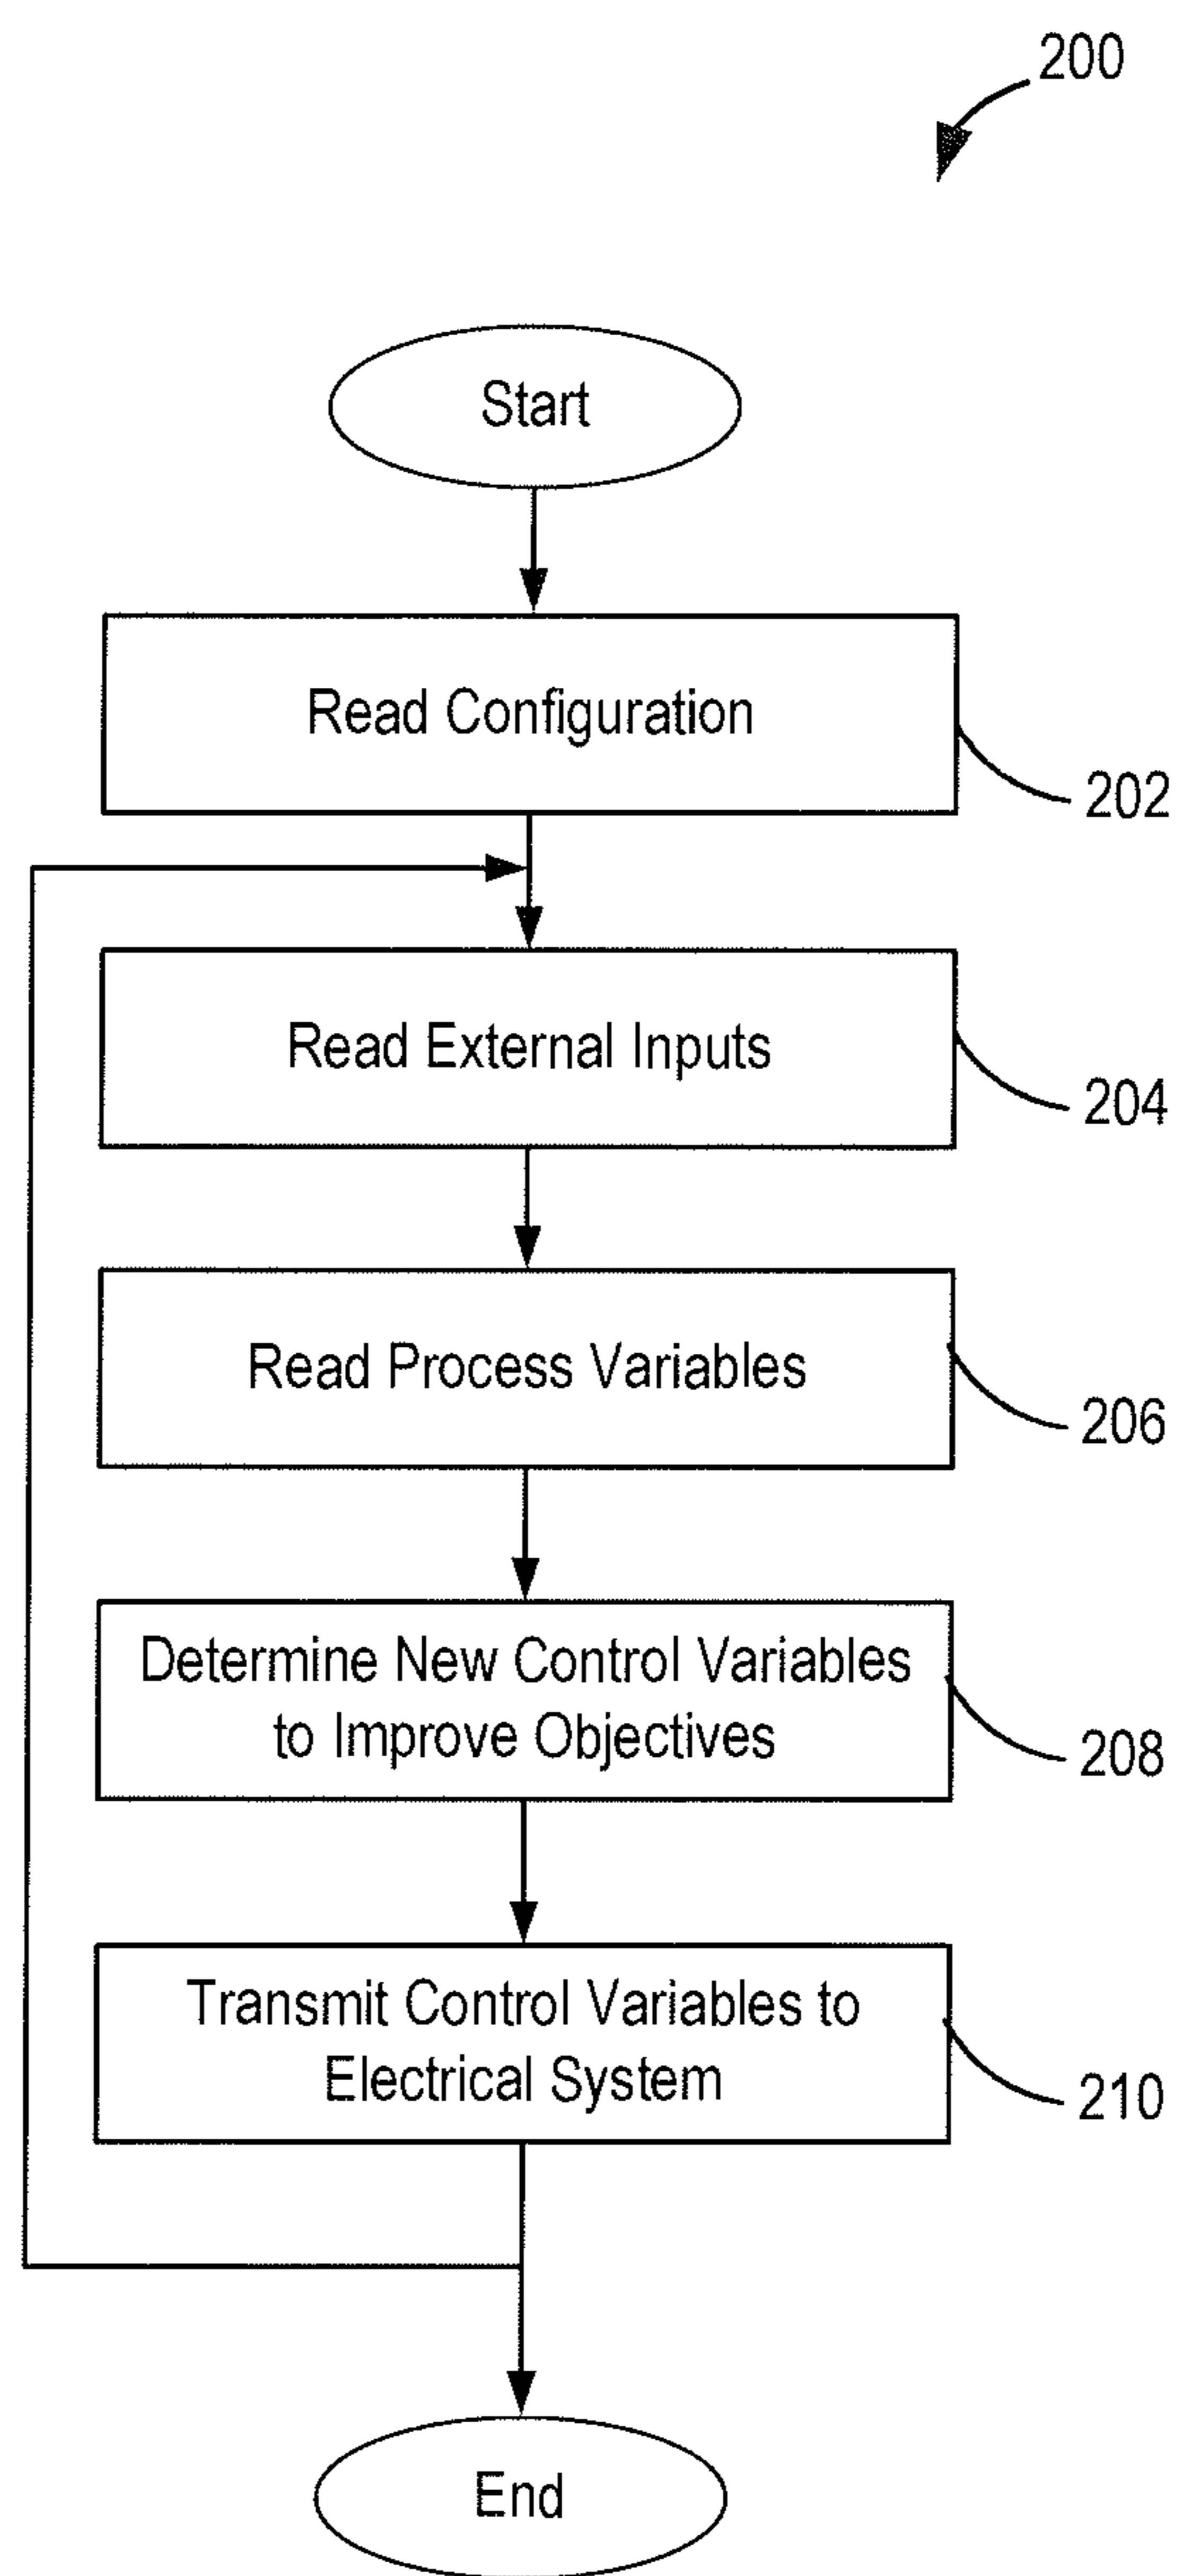 200
Start
Read Configuration
202
Read External Inputs
204
Read Process Variables
206
Determine New Control Variables
to Improve Objectives
208
Transmit Control Variables to
Electrical System
210
End